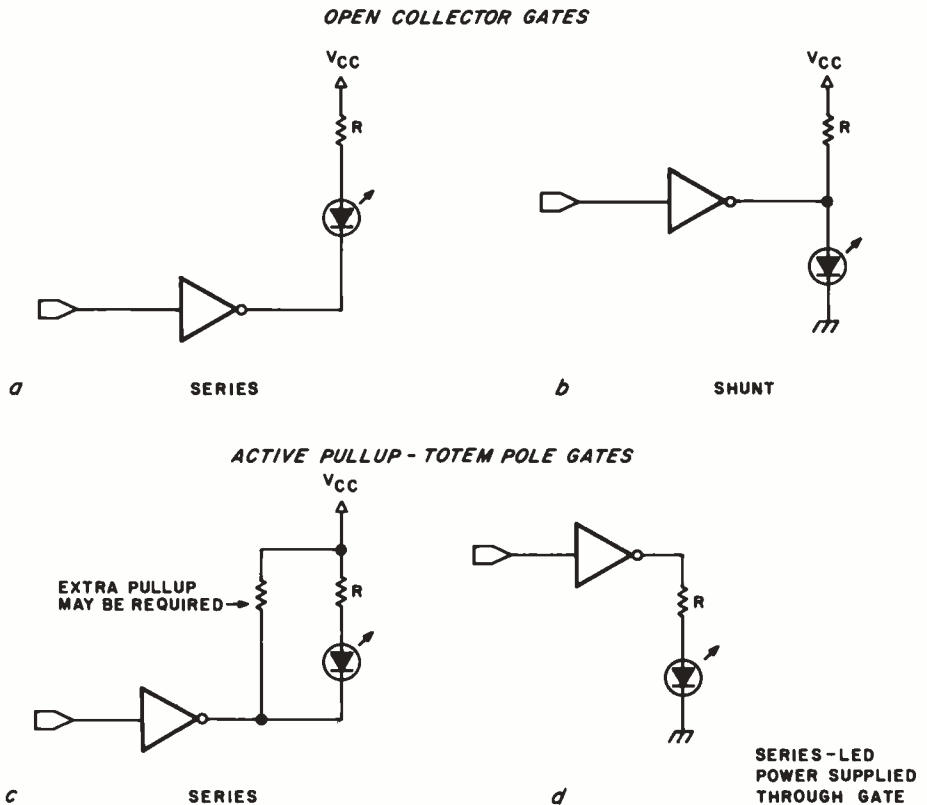 OPEN COLLECTOR GATES
VCC
R
VCC
R
a
SERIES
b
SHUNT
ACTIVE PULLUP - TOTEM POLE GATES
VCC
EXTRA PULLUP
MAY BE REQUIRED
R
R
c
SERIES
d
SERIES-LED
POWER SUPPLIED
THROUGH GATE